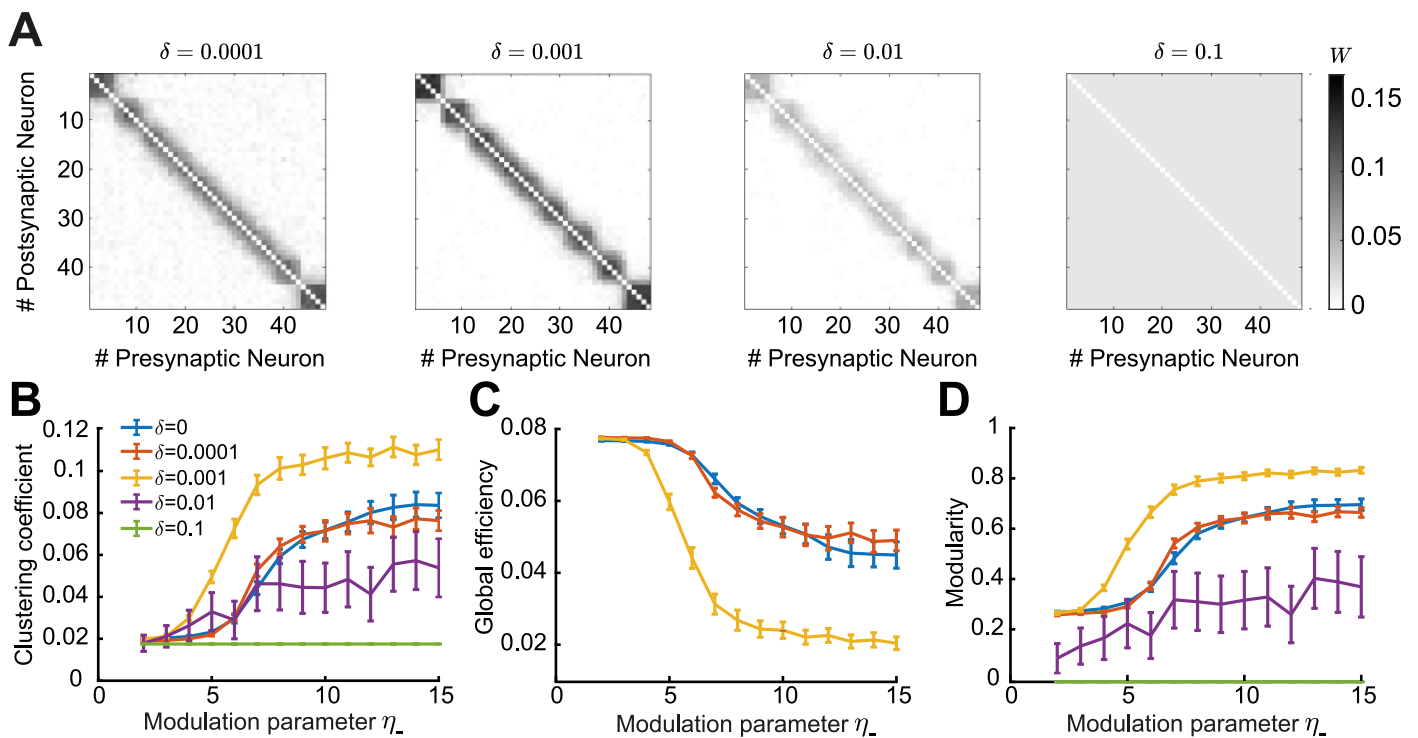 A
δ = 0.0001
δ = 0.001
δ = 0.01
δ = 0.1
W
# Postsynaptic Neuron
10
20
30
40
0.15
0.1
0.05
0
10 20 30 40
10 20 30 40
10 20 30 40
10 20 30 40
# Presynaptic Neuron
# Presynaptic Neuron
# Presynaptic Neuron
# Presynaptic Neuron
B
Clustering coefficient
0.12
0.1
0.08
0.06
0.04
0.02
0
δ=0
δ=0.0001
δ=0.001
δ=0.01
δ=0.1
0 5 10 15
Modulation parameter η-
C
Global efficiency
0.08
0.06
0.04
0.02
0 5 10 15
Modulation parameter η-
D
Modularity
1
0.8
0.6
0.4
0.2
0
0 5 10 15
Modulation parameter η-